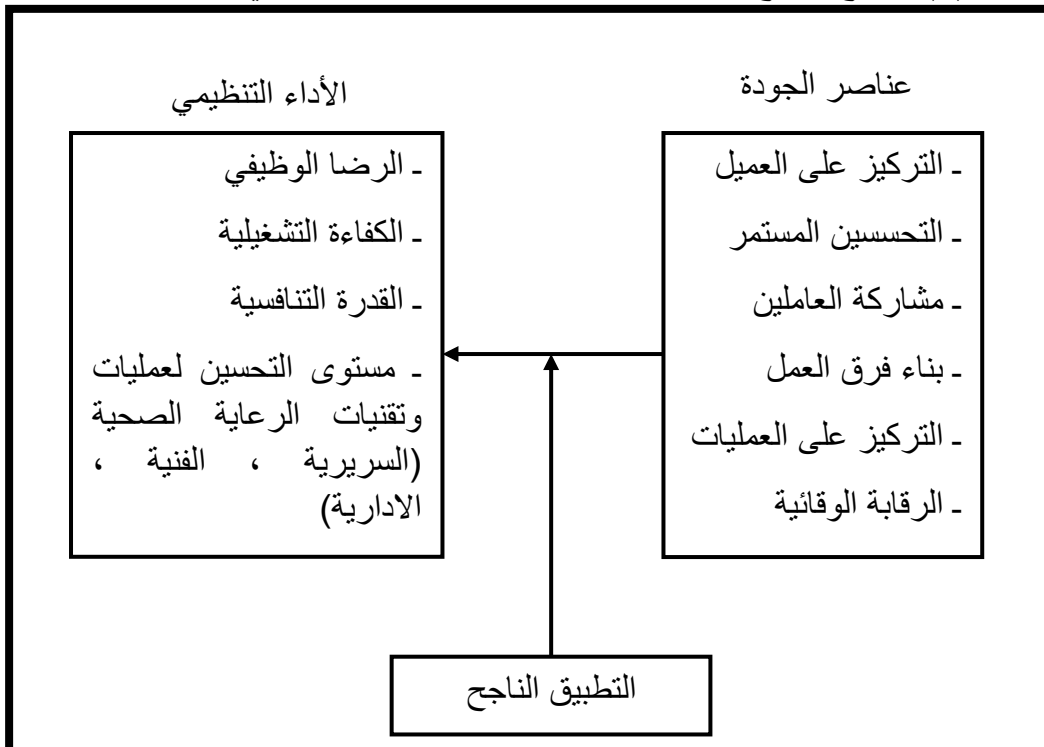 عناصر الجودة
ـ التركيز على العميل
ـ التحسسين المستمر
ـ مشاركة العاملين
ـ بناء فرق العمل
ـ التركيز على العمليات
ـ الرقابة الوقائية
الأداء التنظيمي
ـ الرضا الوظيفي
ـ الكفاءة التشغيلية
ـ القدرة التنافسية
ـ مستوى التحسين لعمليات
وتقنيات الرعاية الصحية
(السريرية ، الفنية ،
الادارية)
التطبيق الناجح